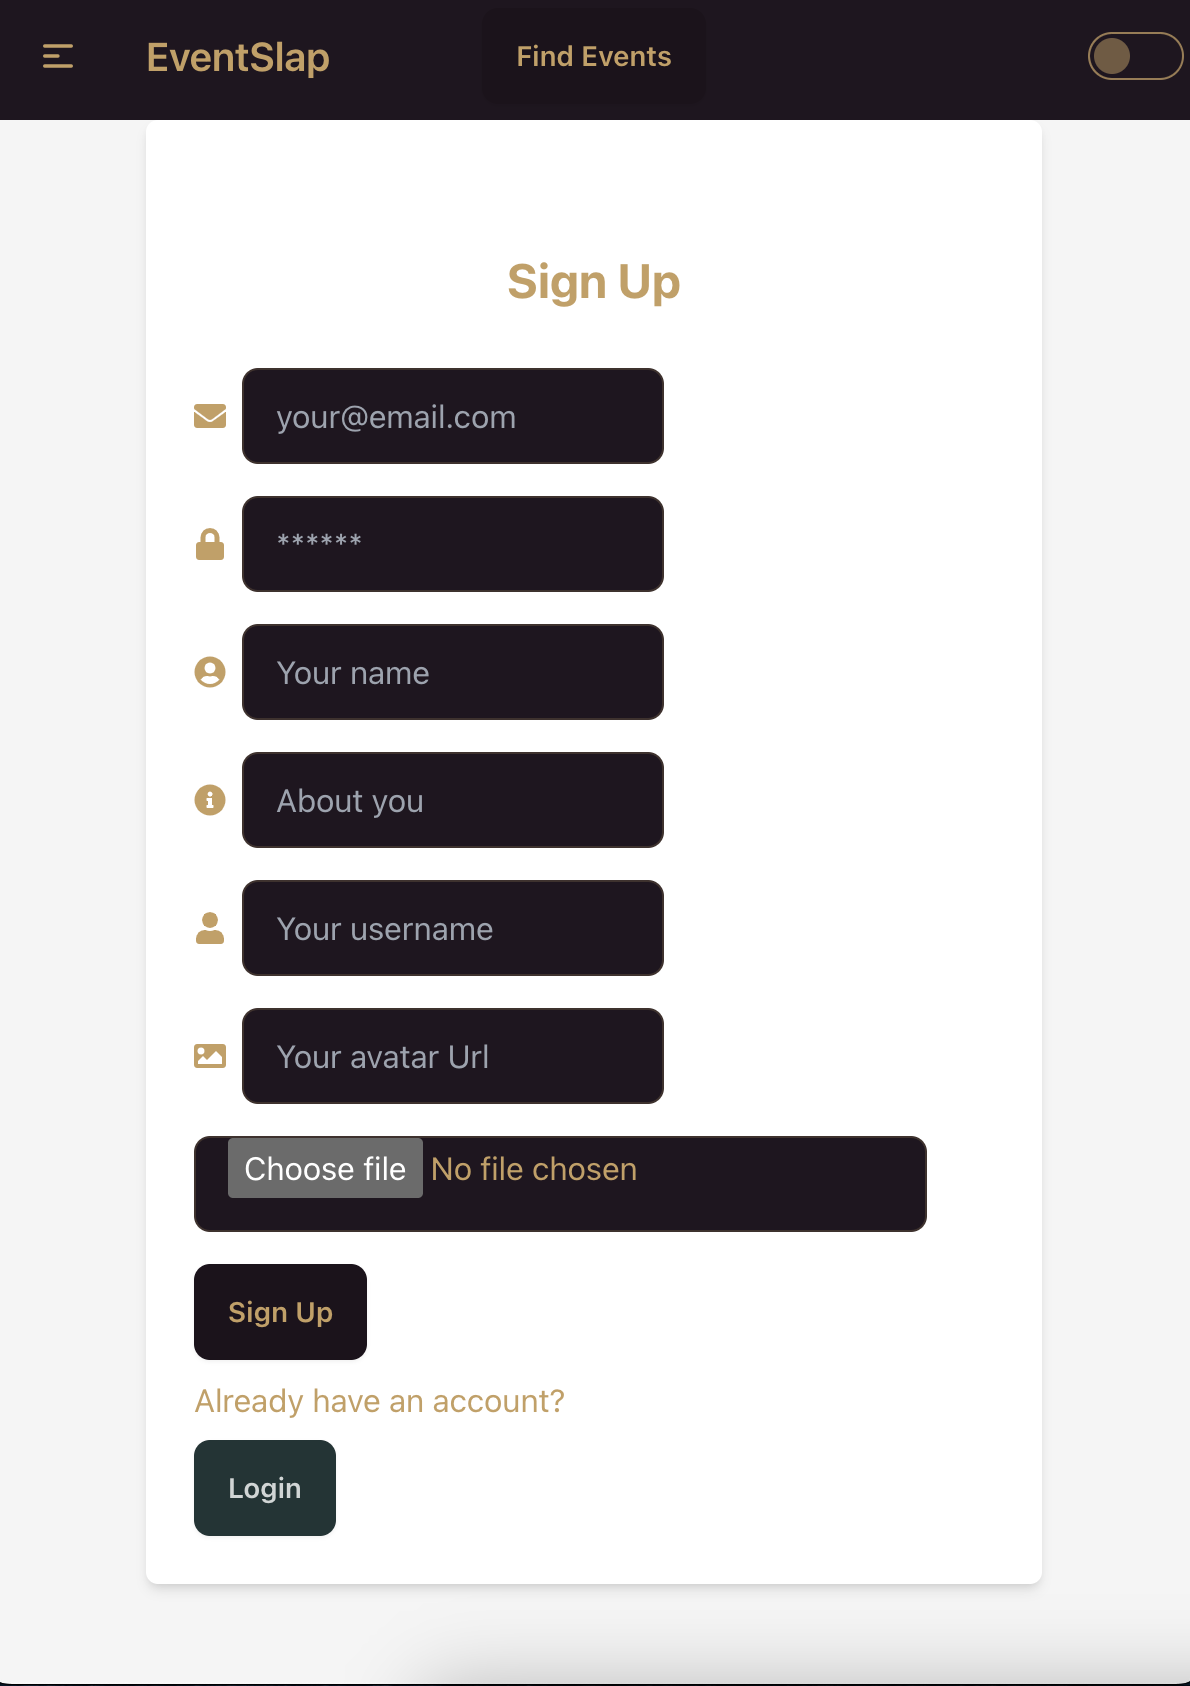 EventSlap
Find Events
Sign Up
your@email.com
******
Your name
About you
Your username
Your avatar Url
Choose file No file chosen
Sign Up
Already have an account?
Login